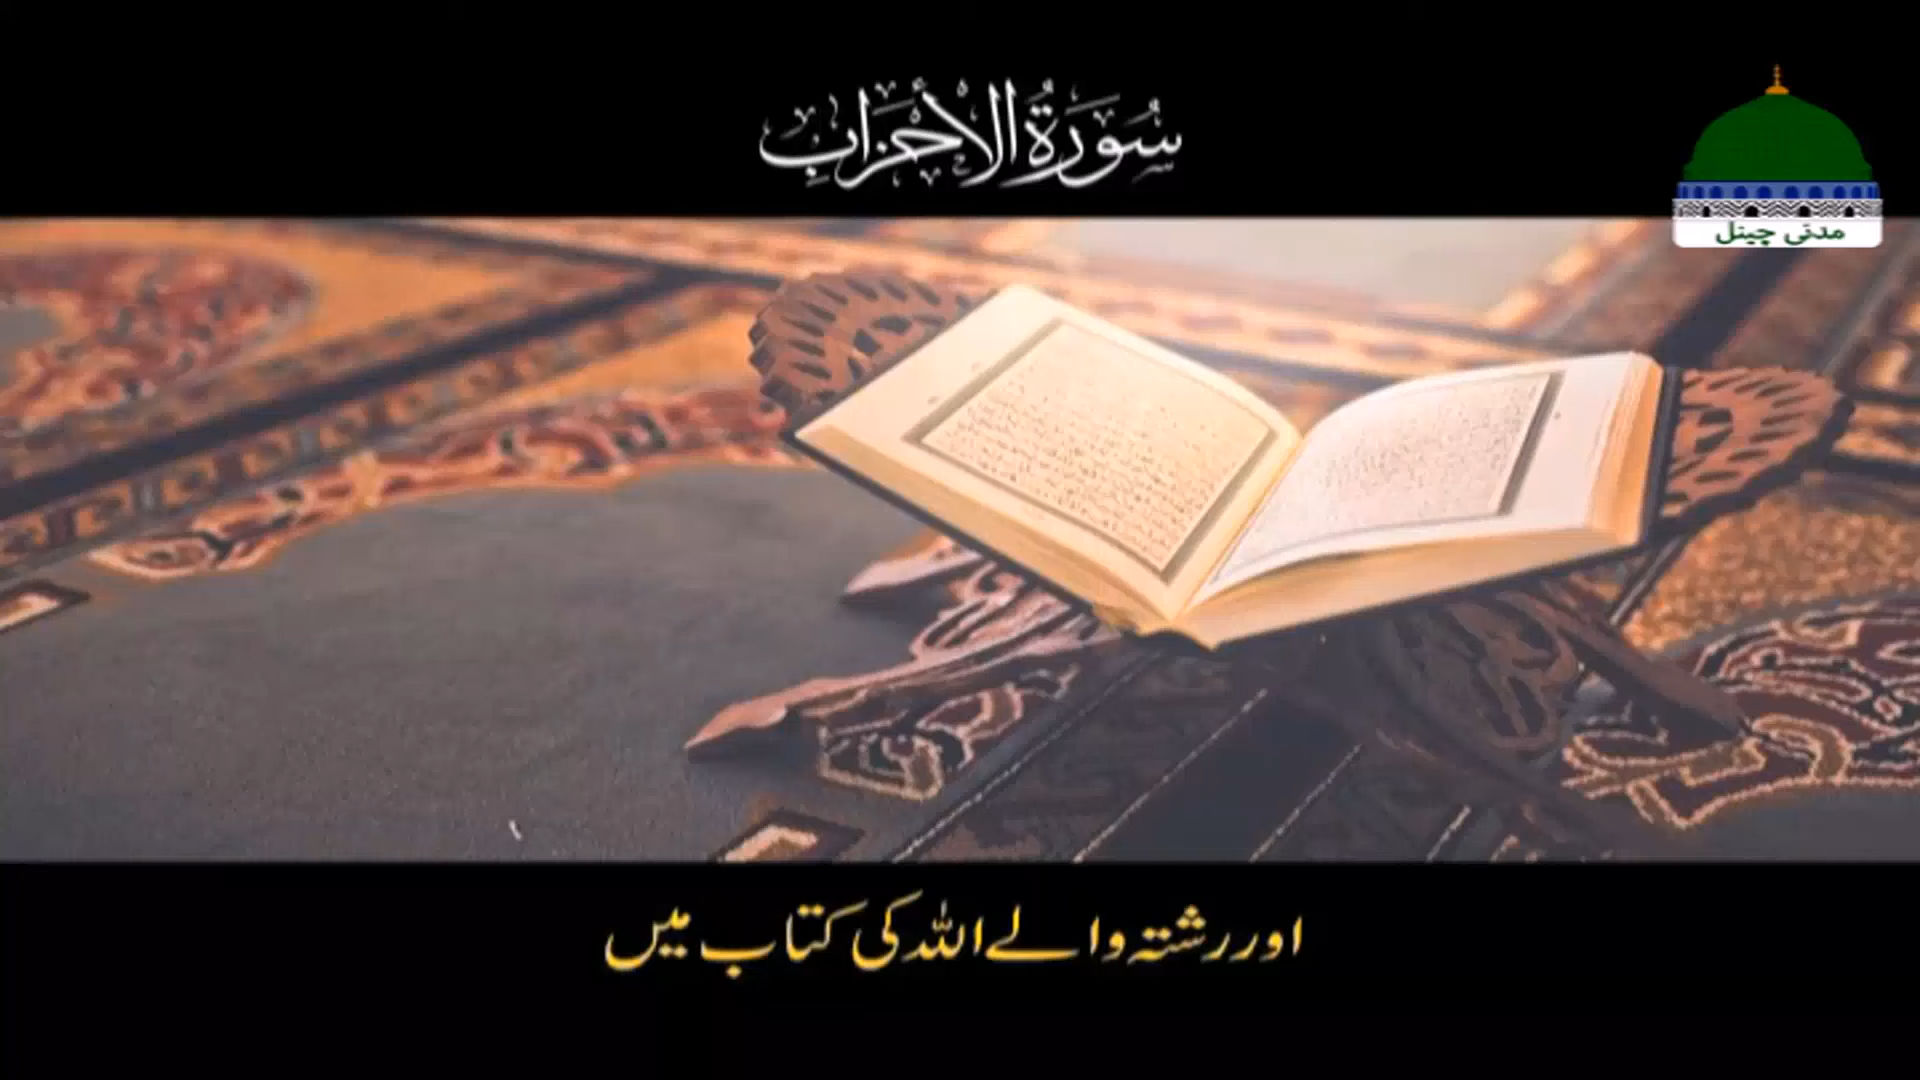 سُوْرَةُ الْأَحْزَابِ
مدنی چینل
اور رشتہ والے اللہ کی کتاب میں